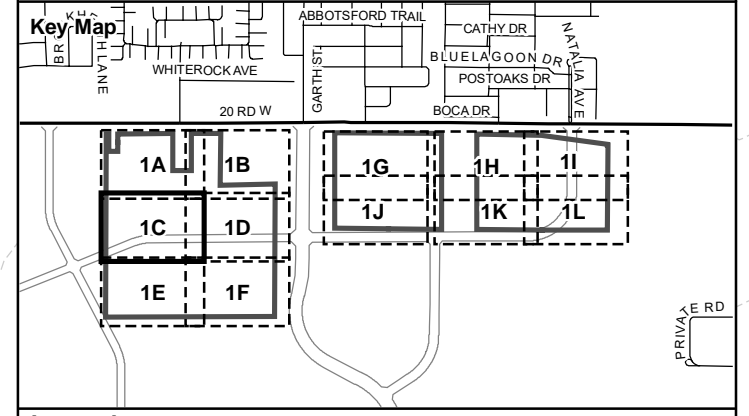 Key Map
ABBOTSFORD TRAIL
CATHY DR
NATALIA AVE
BLUELAGOON DR
WHITEROCK AVE
GARTH ST
POSTOAKS DR
20 RD W
BOCA DR
1A
1B
1G
1H
1I
1C
1D
1J
1K
1L
1E
1F
PRIVATE RD